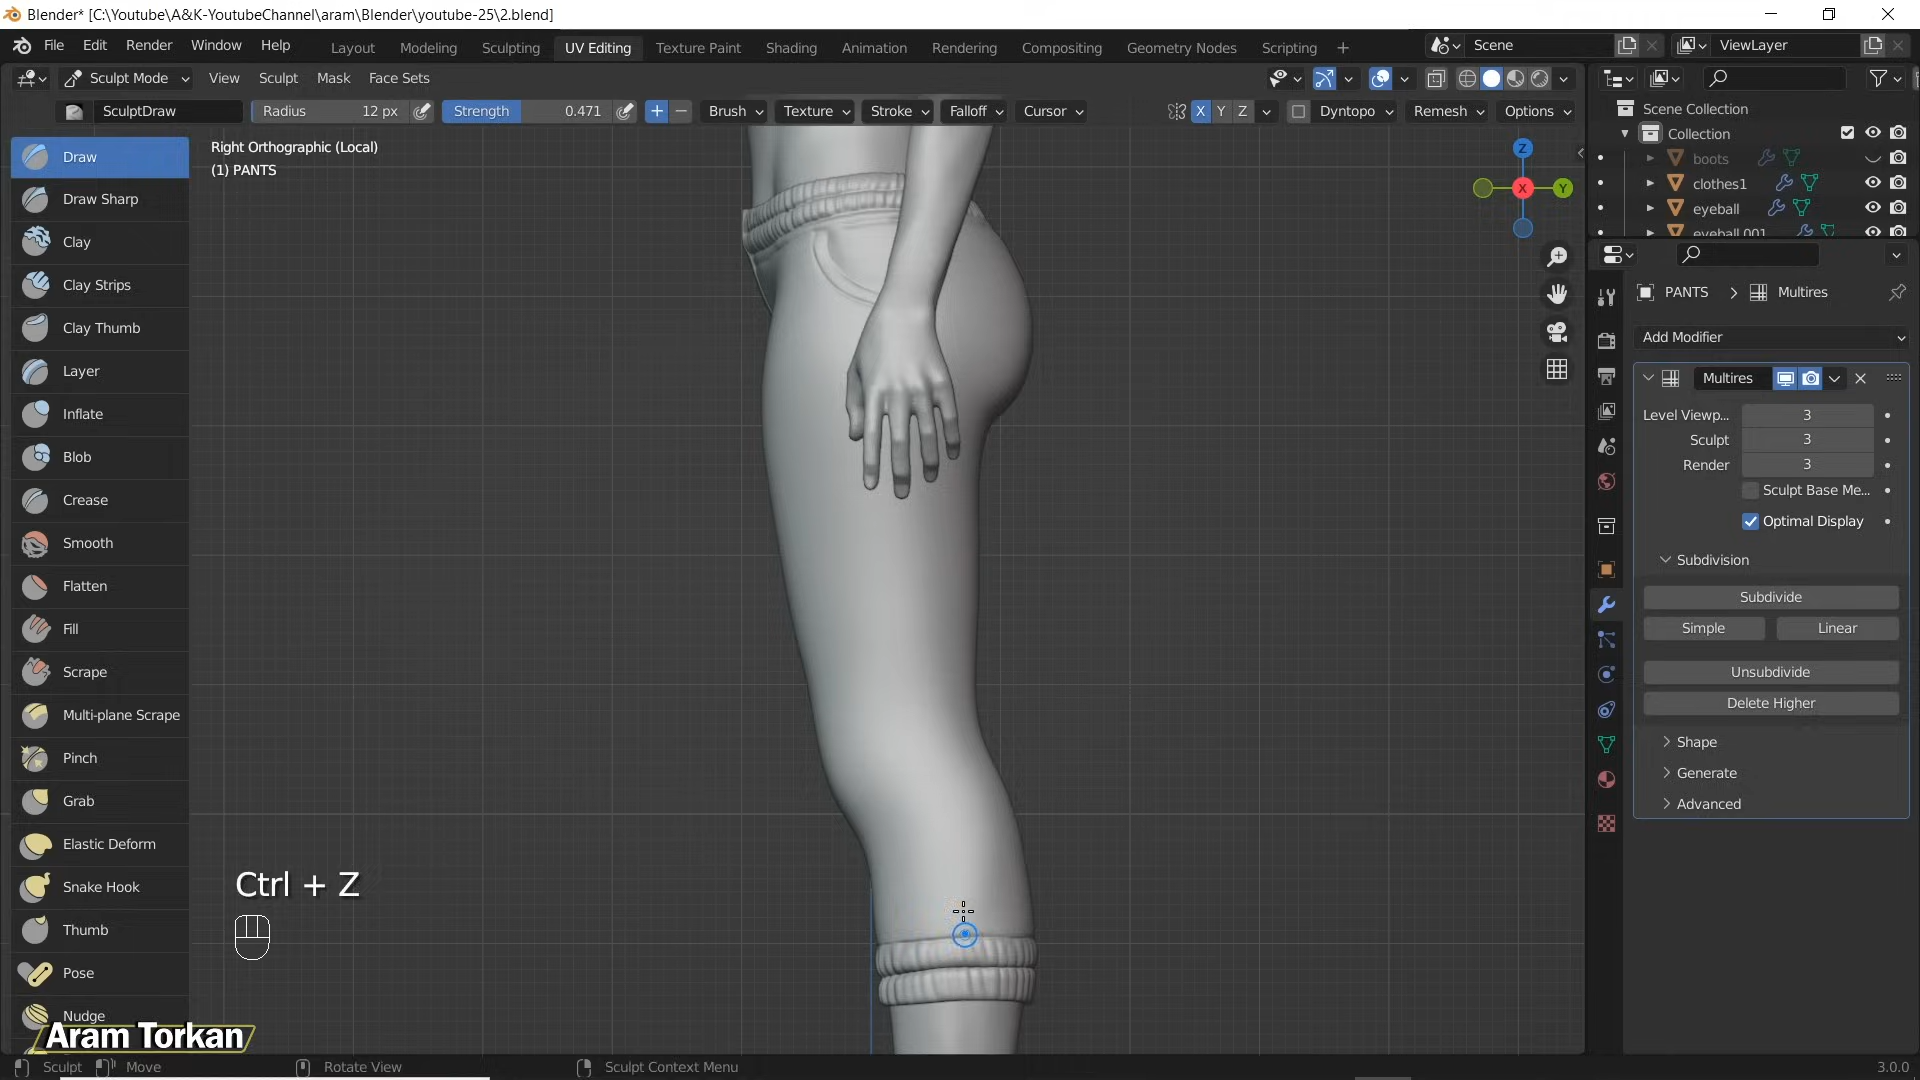 Blender* [C:\Youtube\A&K-YoutubeChannel\aram\Blender\youtube-25\2.blend]
File Edit Render Window Help Layout Modeling Sculpting UV Editing Texture Paint Shading Animation Rendering Compositing Geometry Nodes Scripting + Scene ViewLayer
Sculpt Mode View Sculpt Mask Face Sets
SculptDraw Radius 12 px Strength 0.471 + − Brush Texture Stroke Falloff Cursor X Y Z Dyntopo Remesh Options
Right Orthographic (Local)
(1) PANTS
Z
X
Y
Draw
Draw Sharp
Clay
Clay Strips
Clay Thumb
Layer
Inflate
Blob
Crease
Smooth
Flatten
Fill
Scrape
Multi-plane Scrape
Pinch
Grab
Elastic Deform
Snake Hook
Thumb
Pose
Nudge
Ctrl + Z
Aram Torkan
Scene Collection
Collection
boots
clothes1
eyeball
eyeball.001
PANTS > Multires
Add Modifier
Multires
Level Viewp... 3
Sculpt 3
Render 3
Sculpt Base Me...
Optimal Display
Subdivision
Subdivide
Simple Linear
Unsubdivide
Delete Higher
Shape
Generate
Advanced
Sculpt Move Rotate View Sculpt Context Menu 3.0.0